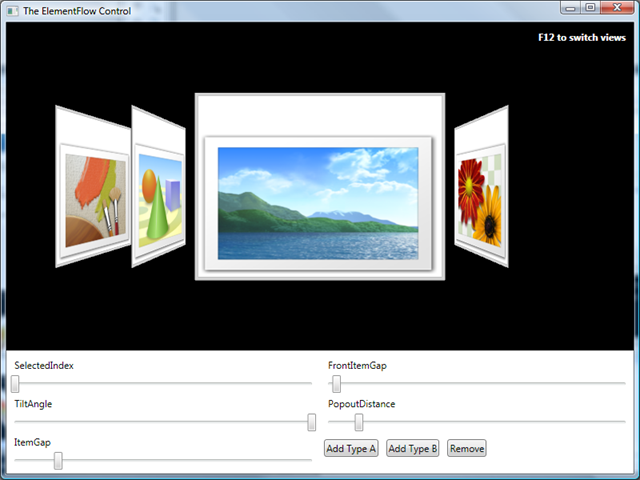 The ElementFlow Control
F12 to switch views
SelectedIndex
FrontItemGap
TiltAngle
PopoutDistance
ItemGap
Add Type A
Add Type B
Remove